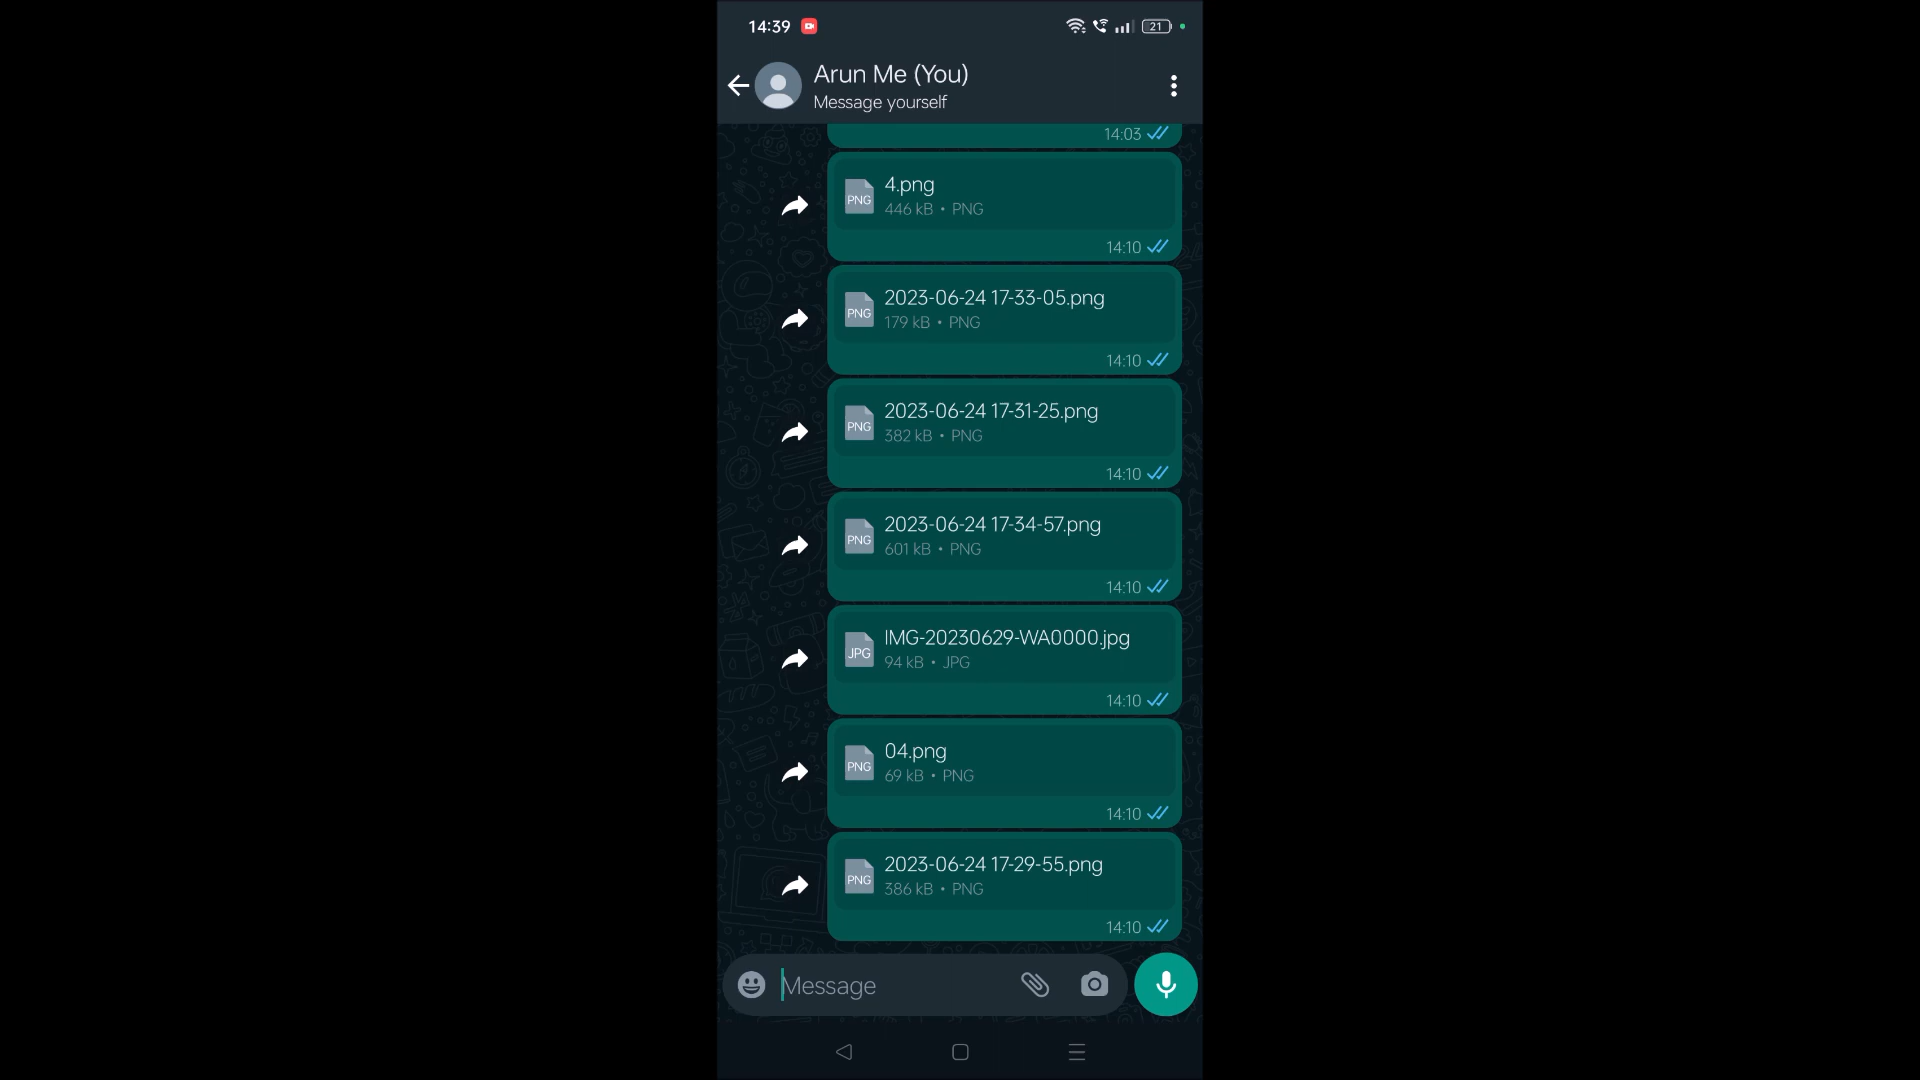 14:39
21
Arun Me (You)
Message yourself
14:03
4.png
PNG
446 kB • PNG
14:10
2023-06-24 17-33-05.png
PNG
179 kB • PNG
14:10
2023-06-24 17-31-25.png
PNG
382 kB • PNG
14:10
2023-06-24 17-34-57.png
PNG
601 kB • PNG
14:10
IMG-20230629-WA0000.jpg
JPG
94 kB • JPG
14:10
04.png
PNG
69 kB • PNG
14:10
2023-06-24 17-29-55.png
PNG
386 kB • PNG
14:10
Message